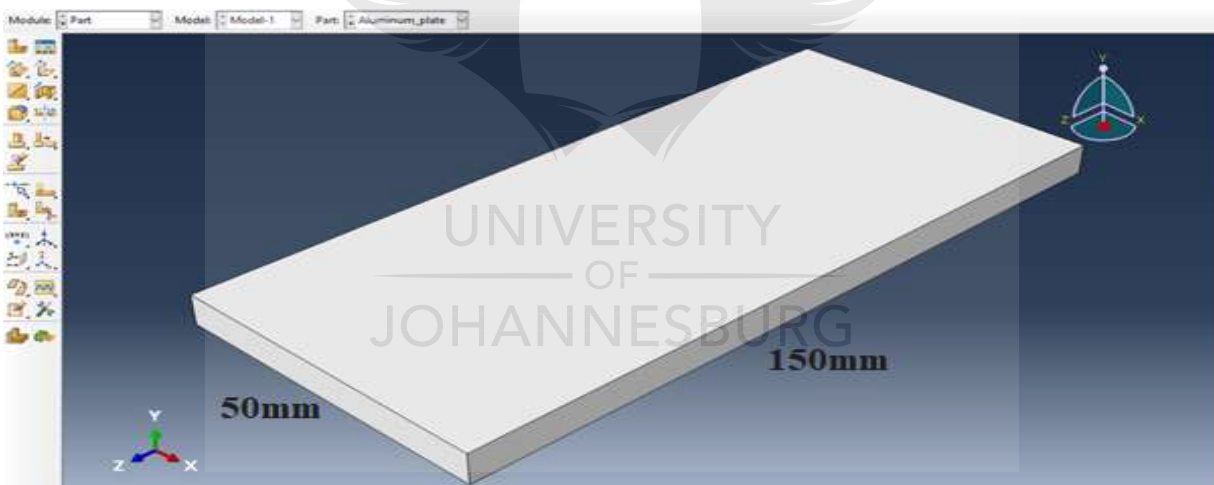 Module: Part Model: Model-1 Part: Aluminum_plate
Y
Z X
UNIVERSITY
OF
JOHANNESBURG
150mm
50mm
Y
Z X